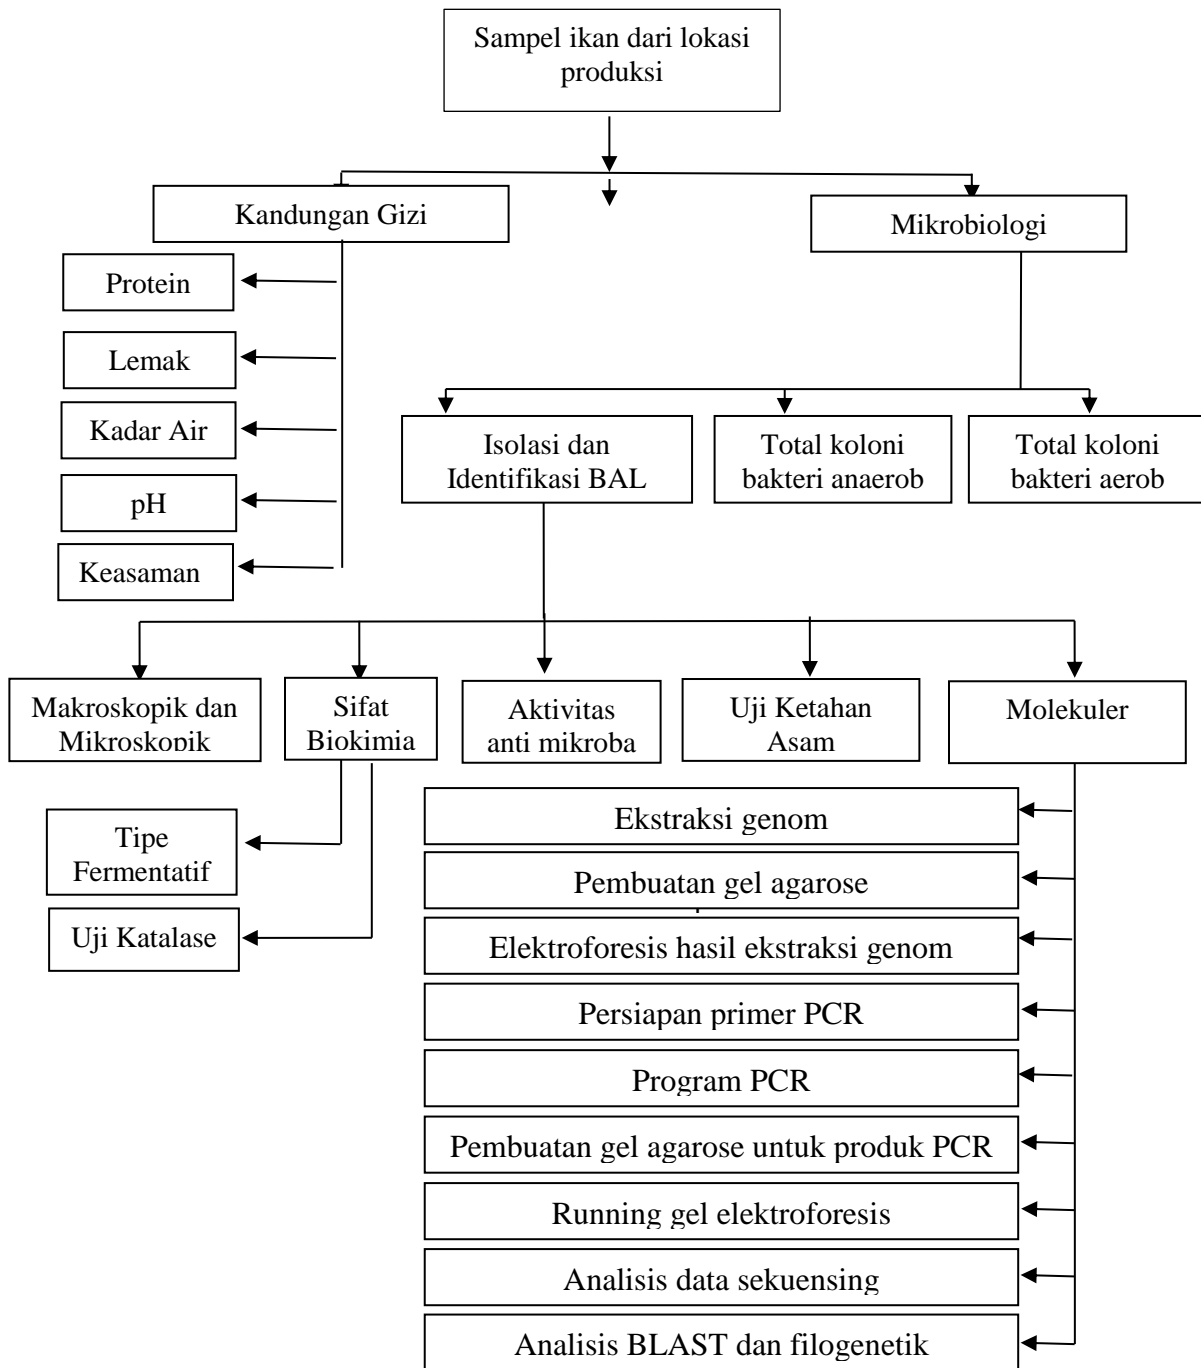 Sampel ikan dari lokasi
produksi
Kandungan Gizi
Mikrobiologi
Protein
Lemak
Kadar Air
pH
Keasaman
Isolasi dan
Identifikasi BAL
Total koloni
bakteri anaerob
Total koloni
bakteri aerob
Makroskopik dan
Mikroskopik
Sifat
Biokimia
Aktivitas
anti mikroba
Uji Ketahan
Asam
Molekuler
Tipe
Fermentatif
Uji Katalase
Ekstraksi genom
Pembuatan gel agarose
Elektroforesis hasil ekstraksi genom
Persiapan primer PCR
Program PCR
Pembuatan gel agarose untuk produk PCR
Running gel elektroforesis
Analisis data sekuensing
Analisis BLAST dan filogenetik